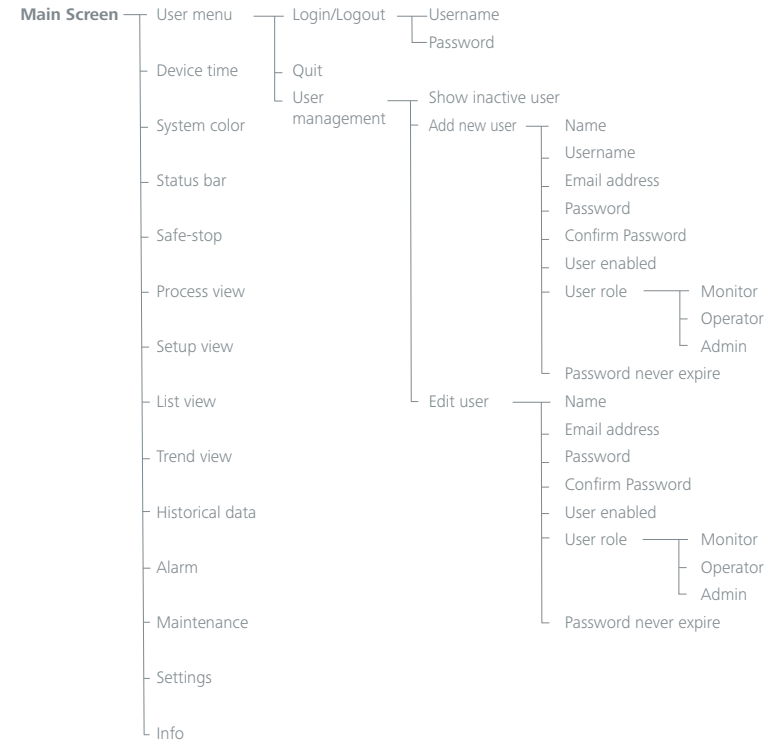 Main Screen User menu Login/Logout Username
Password
Device time Quit
User management Show inactive user
System color Add new user Name
Username
Status bar Email address
Password
Safe-stop Confirm Password
User enabled
Process view User role Monitor
Operator
Setup view Admin
Password never expire
List view Edit user Name
Email address
Trend view Password
Confirm Password
Historical data User enabled
User role Monitor
Alarm Operator
Admin
Maintenance Password never expire
Settings
Info